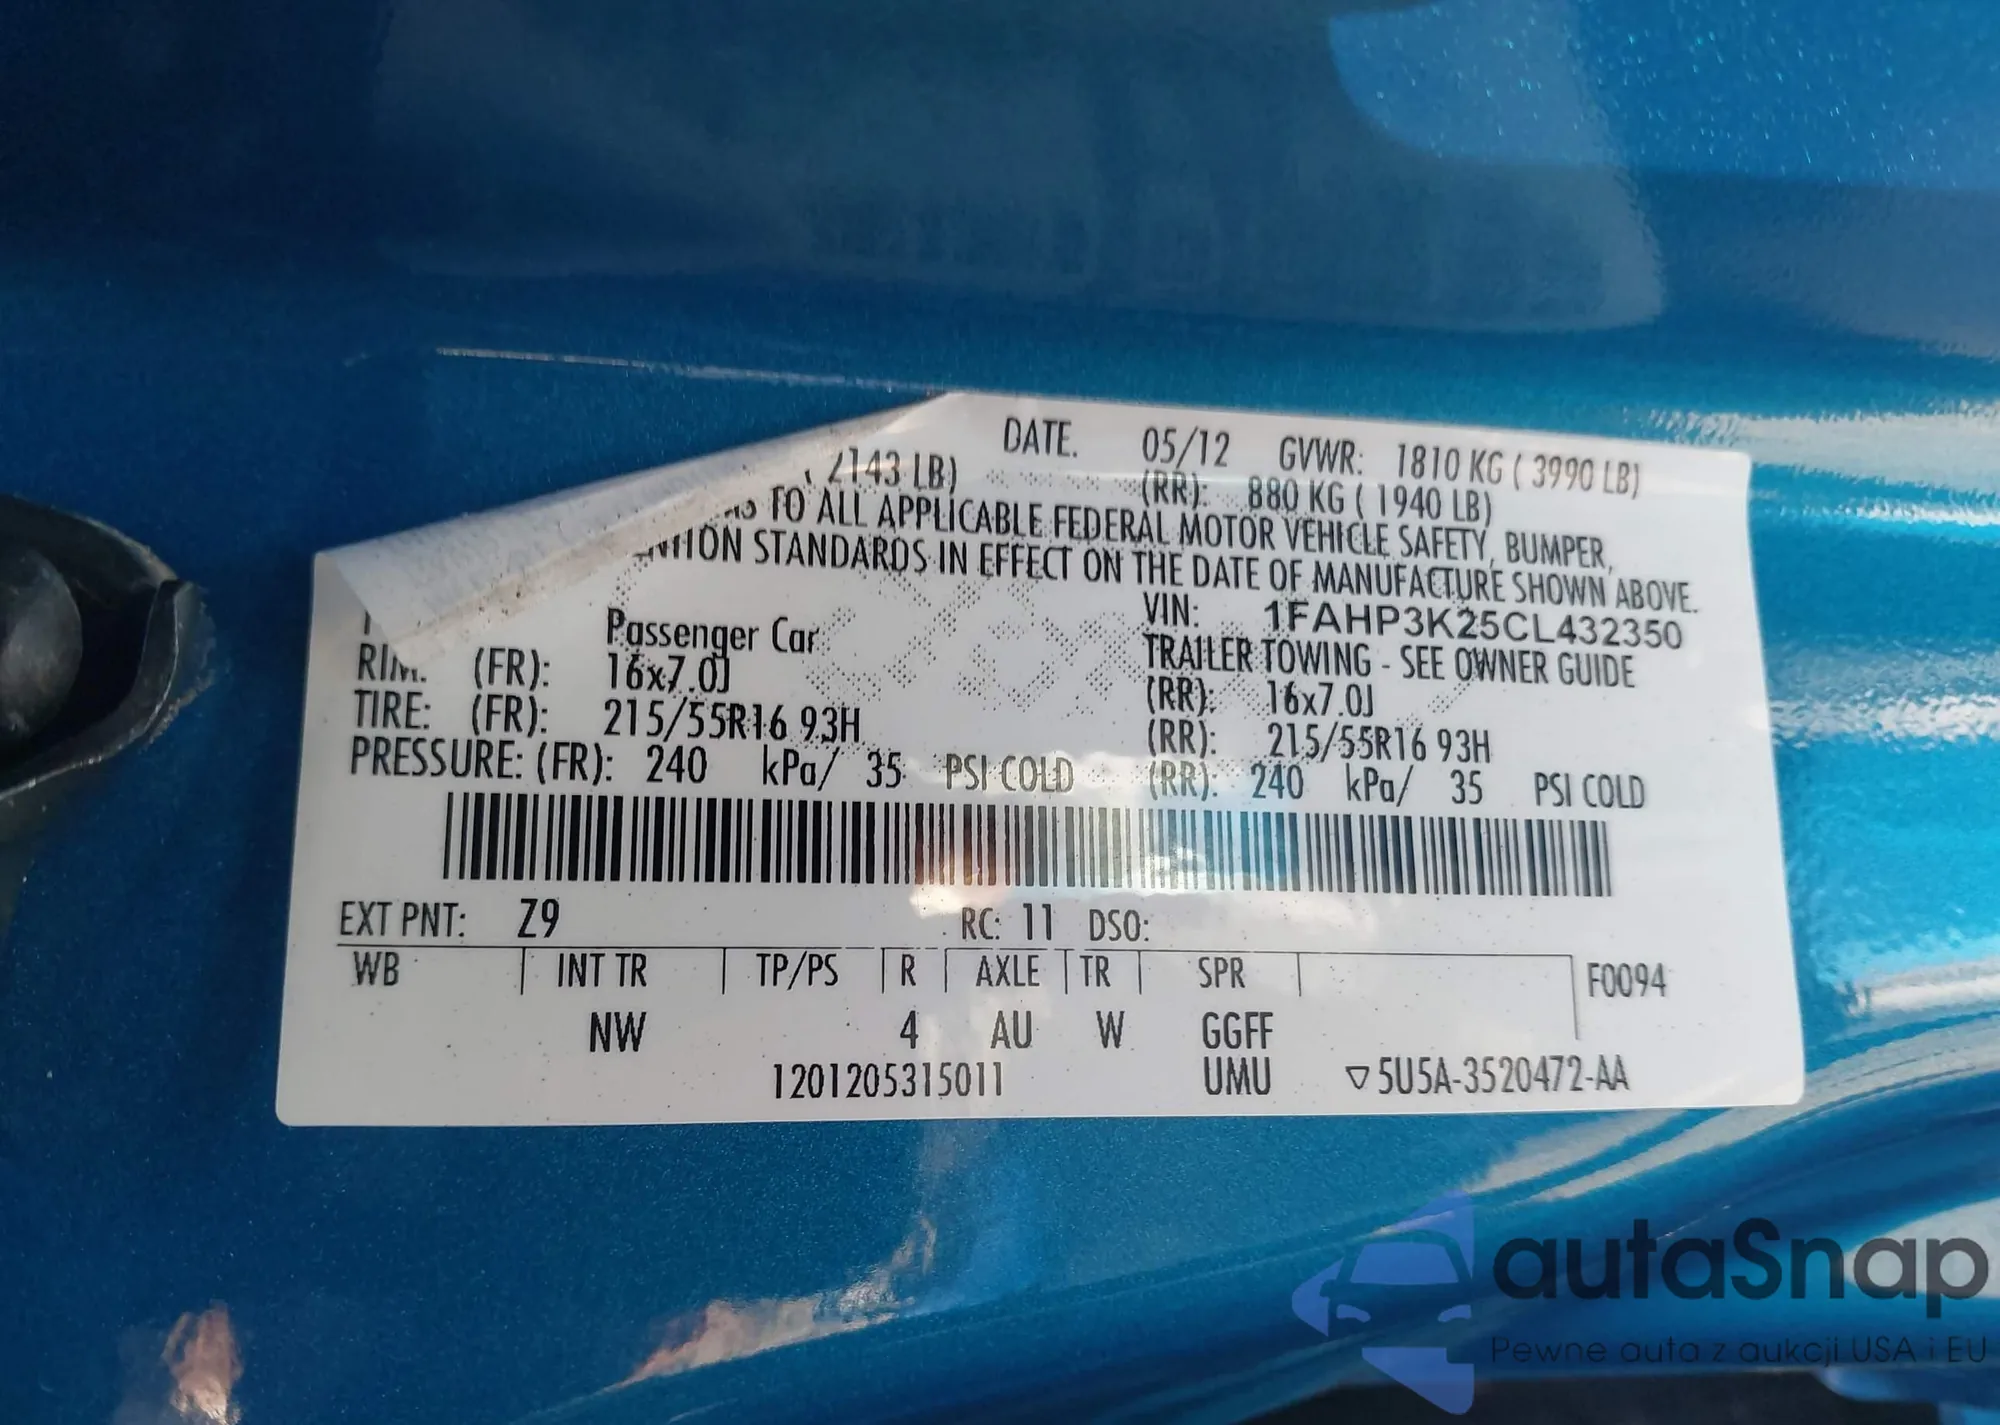 DATE. 05/12 GVWR: 1810 KG ( 3990 LB)
2143 LB) (RR): 880 KG ( 1940 LB)
TO ALL APPLICABLE FEDERAL MOTOR VEHICLE SAFETY, BUMPER,
STANDARDS IN EFFECT ON THE DATE OF MANUFACTURE SHOWN ABOVE.
VIN: 1FAHP3K25CL432350
Passenger Car TRAILER TOWING - SEE OWNER GUIDE
RIM: (FR): 16x7.0J (RR): 16x7.0J
TIRE: (FR): 215/55R16 93H (RR): 215/55R16 93H
PRESSURE: (FR): 240 kPa/ 35 PSI COLD (RR): 240 kPa/ 35 PSI COLD
EXT PNT: Z9 RC: 11 DSO:
WB INT TR TP/PS R AXLE TR SPR F0094
NW 4 AU W GGFF
1201205315011 UMU ▽5U5A-3520472-AA
autaSnap
Pewne auta z aukcji USA i EU